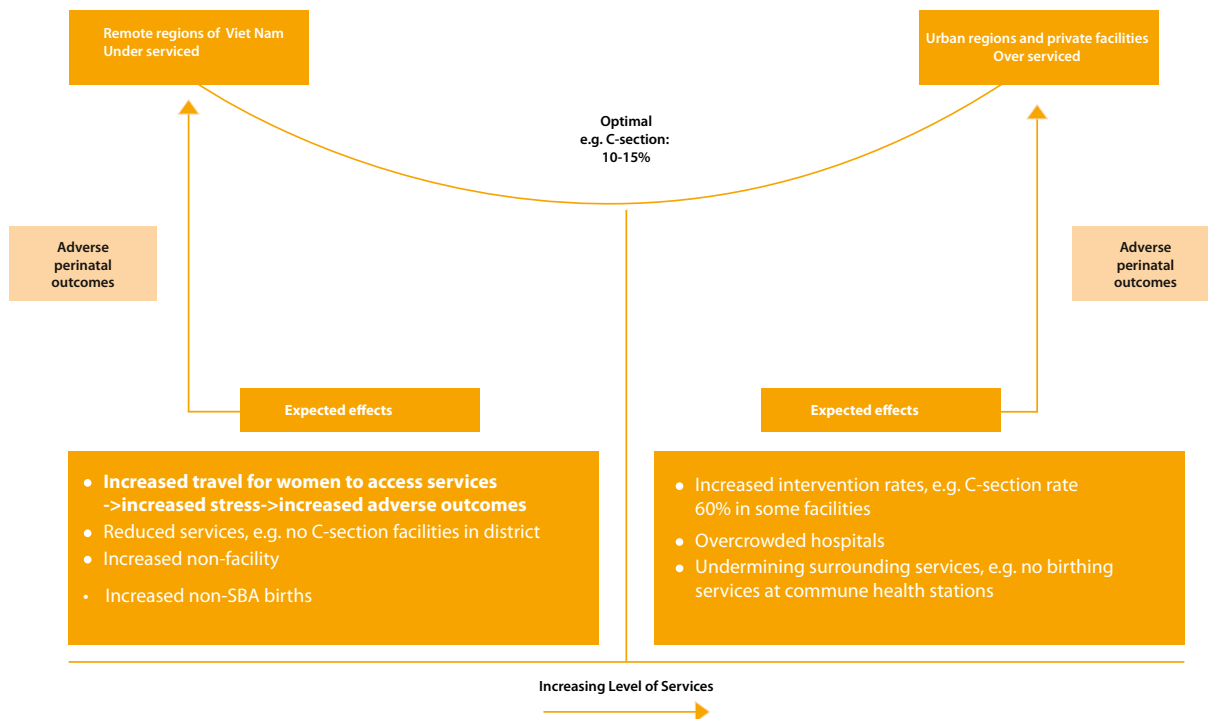 Remote regions of Viet Nam
Under serviced
Urban regions and private facilities
Over serviced
Optimal
e.g. C-section:
10-15%
Adverse
perinatal
outcomes
Adverse
perinatal
outcomes
Expected effects
Expected effects
● Increased travel for women to access services
->increased stress->increased adverse outcomes
● Reduced services, e.g. no C-section facilities in district
● Increased non-facility
• Increased non-SBA births
● Increased intervention rates, e.g. C-section rate
60% in some facilities
● Overcrowded hospitals
● Undermining surrounding services, e.g. no birthing
services at commune health stations
Increasing Level of Services